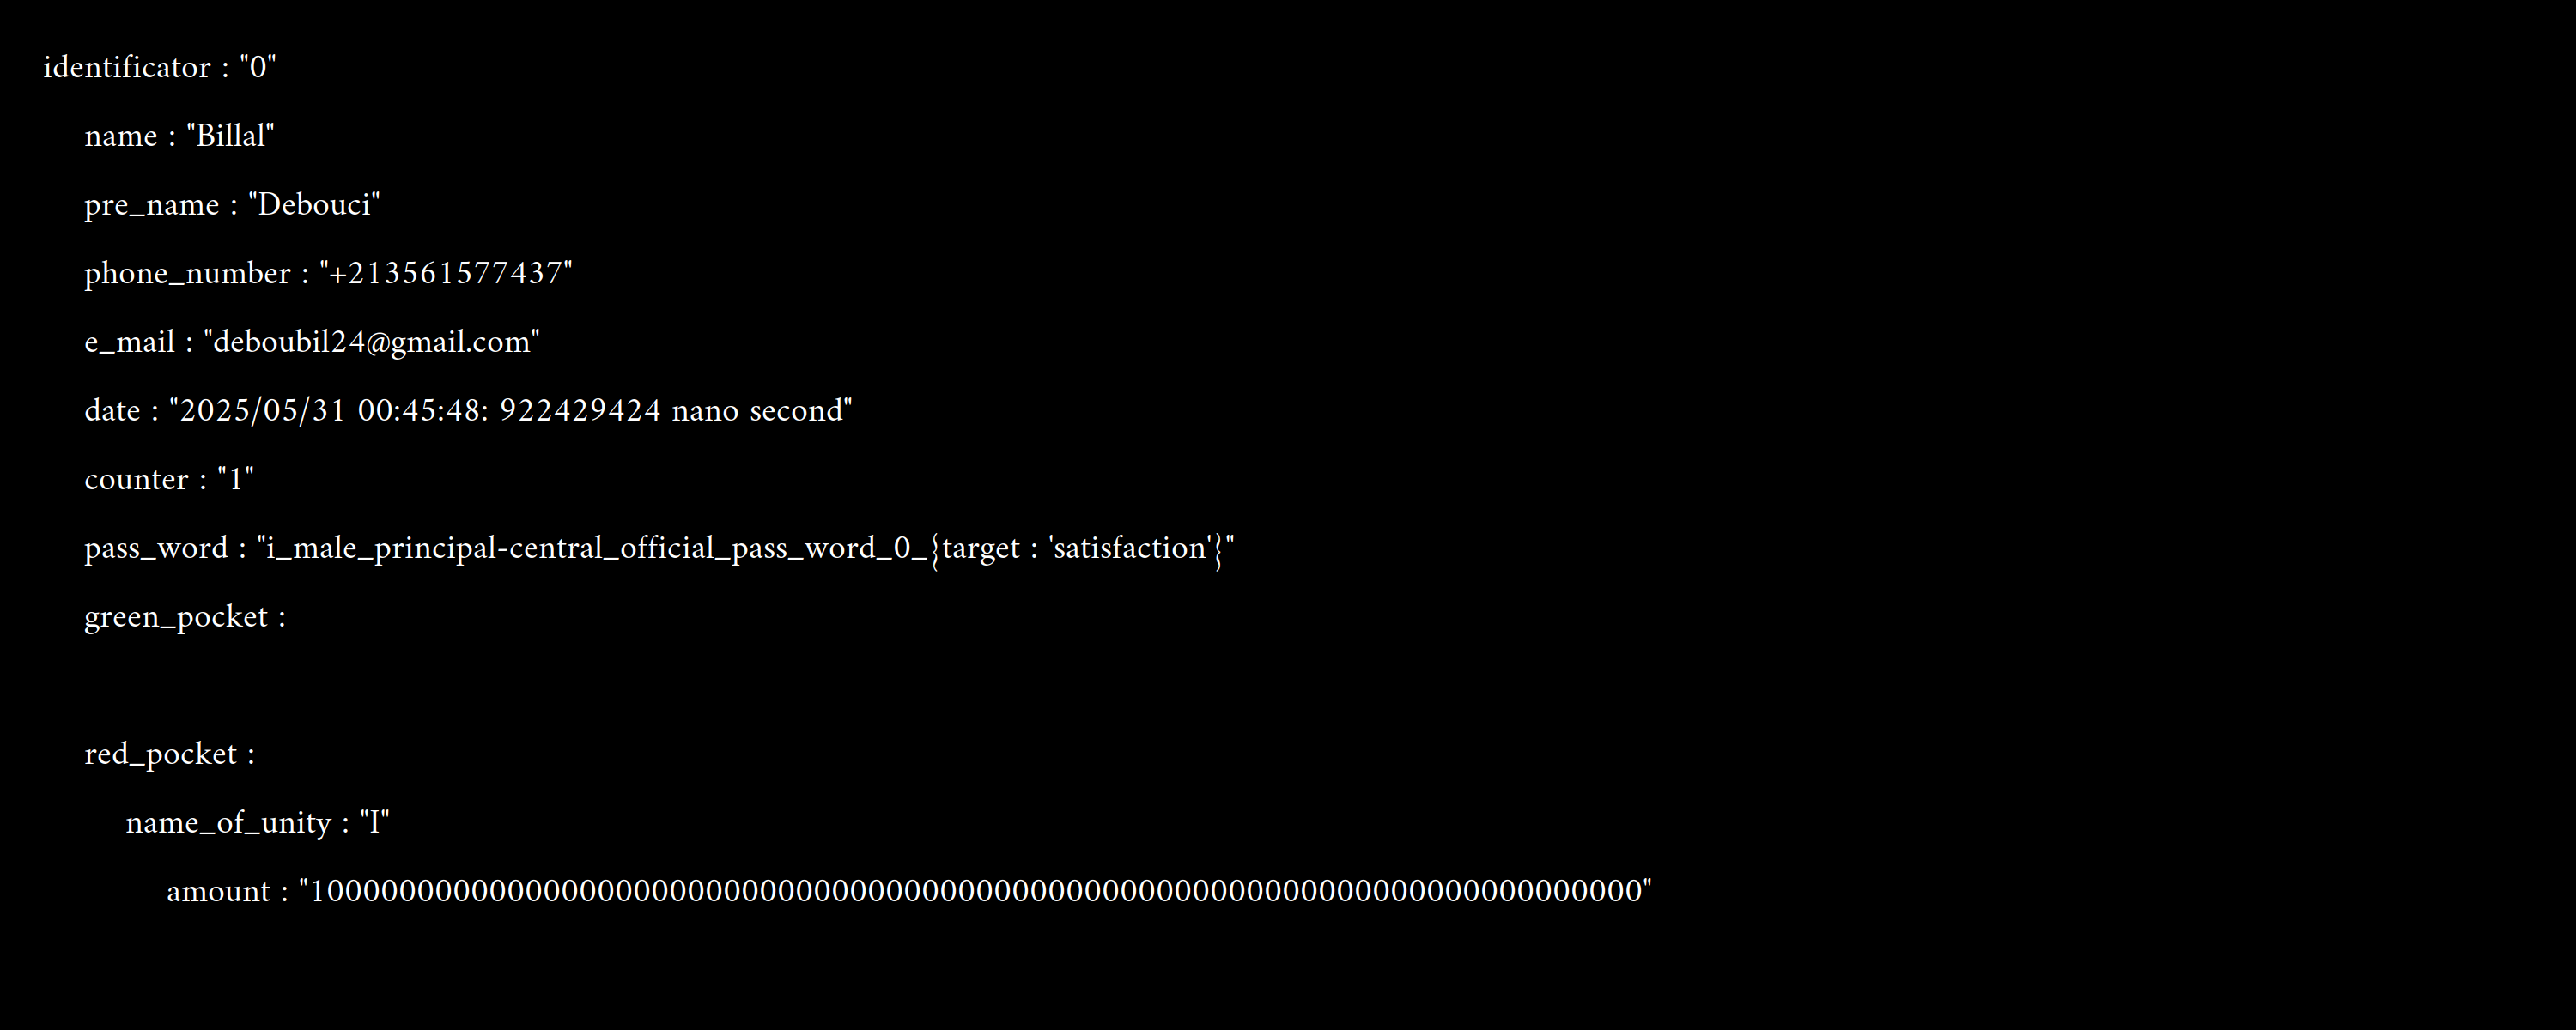 identificator : "0"
name : "Billal"
pre_name : "Debouci"
phone_number : "+213561577437"
e_mail : "deboubil24@gmail.com"
date : "2025/05/31 00:45:48: 922429424 nano second"
counter : "1"
pass_word : "i_male_principal-central_official_pass_word_0_{target : 'satisfaction'}"
green_pocket :
red_pocket :
name_of_unity : "I"
amount : "10000000000000000000000000000000000000000000000000000000000000000000000000"